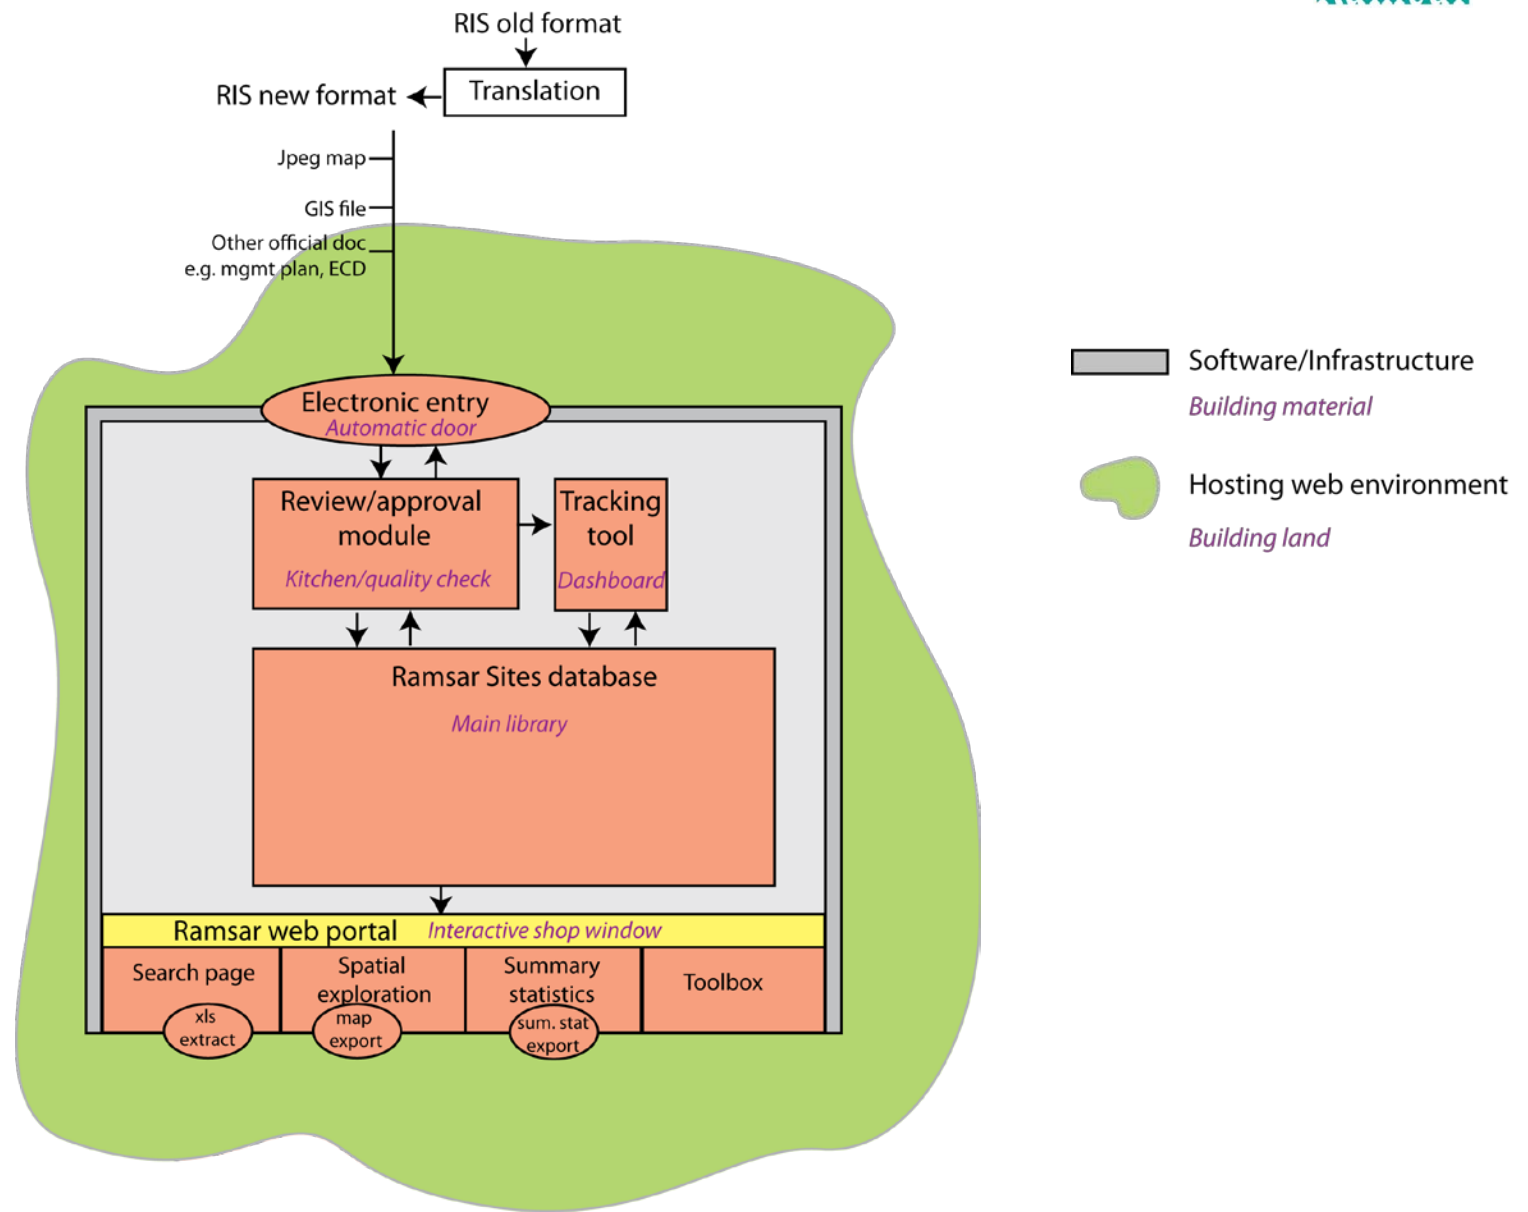 RIS old format
Translation
RIS new format
Jpeg map
GIS file
Other official doc
e.g. mgmt plan, ECD
Electronic entry
Automatic door
Review/approval
module
Kitchen/quality check
Tracking
tool
Dashboard
Ramsar Sites database
Main library
Ramsar web portal
Interactive shop window
Search page
xls
extract
Spatial
exploration
map
export
Summary
statistics
sum. stat
export
Toolbox
Software/Infrastructure
Building material
Hosting web environment
Building land